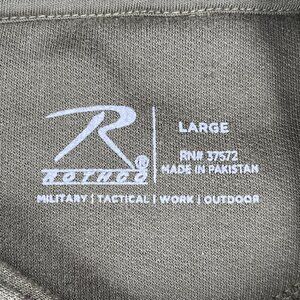 R
LARGE
ROTHCO®
RN# 37572
MADE IN PAKISTAN
MILITARY | TACTICAL | WORK | OUTDOOR